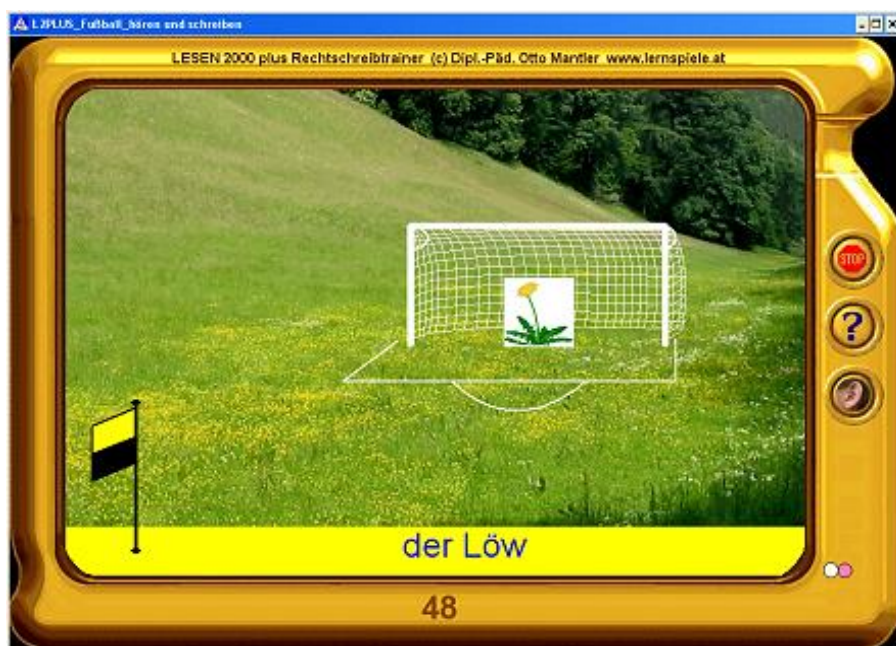 L2PLUS_Fußball_hören und schreiben
LESEN 2000 plus Rechtschreibtrainer (c) Dipl.-Päd. Otto Mantler www.lernspiele.at
STOP
?
der Löw
48